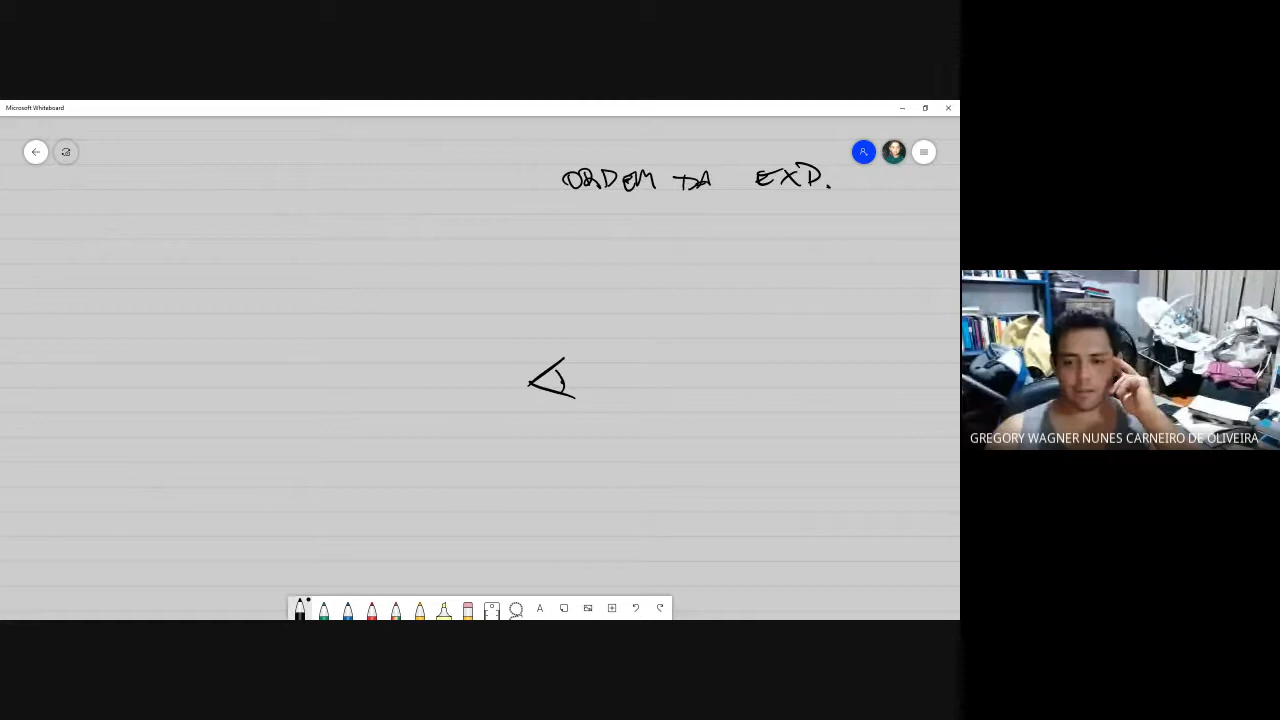 Microsoft Whiteboard
ORDEM DA EXP.
GREGORY WAGNER NUNES CARNEIRO DE OLIVEIRA
A